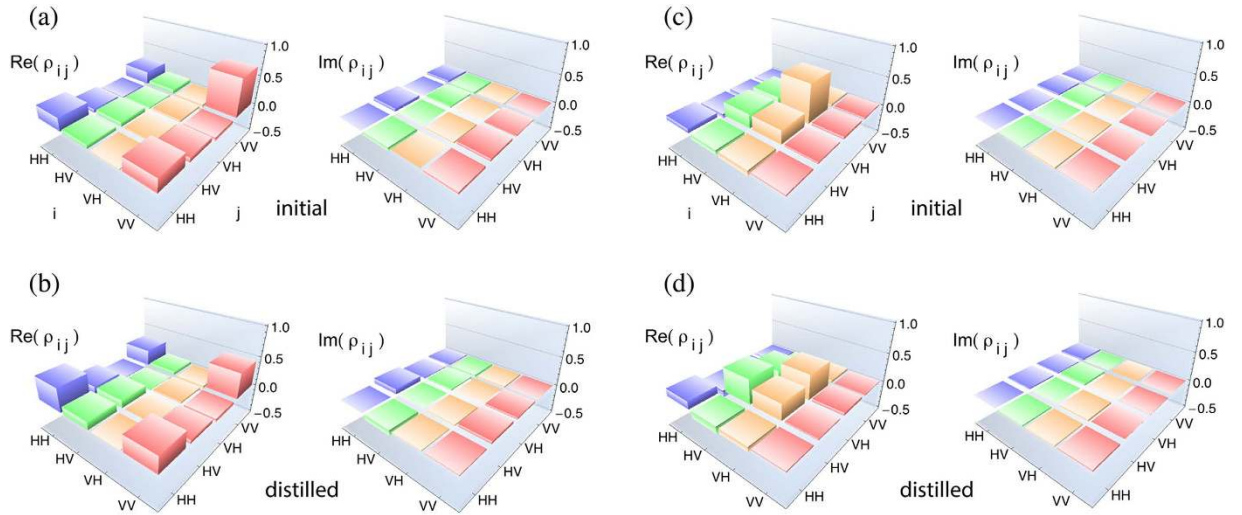 (a)
Re( ρ i j )
1.0
0.5
0.0
−0.5
HH
HV
VH
VV
i
HH
HV
VH
VV
j
initial
Im( ρ i j )
1.0
0.5
0.0
−0.5
HH
HV
VH
VV
HH
HV
VH
VV
(c)
Re( ρ i j )
1.0
0.5
0.0
−0.5
HH
HV
VH
VV
i
HH
HV
VH
VV
j
initial
Im( ρ i j )
1.0
0.5
0.0
−0.5
HH
HV
VH
VV
HH
HV
VH
VV
(b)
Re( ρ i j )
1.0
0.5
0.0
−0.5
HH
HV
VH
VV
HH
HV
VH
VV
distilled
Im( ρ i j )
1.0
0.5
0.0
−0.5
HH
HV
VH
VV
HH
HV
VH
VV
(d)
Re( ρ i j )
1.0
0.5
0.0
−0.5
HH
HV
VH
VV
HH
HV
VH
VV
distilled
Im( ρ i j )
1.0
0.5
0.0
−0.5
HH
HV
VH
VV
HH
HV
VH
VV